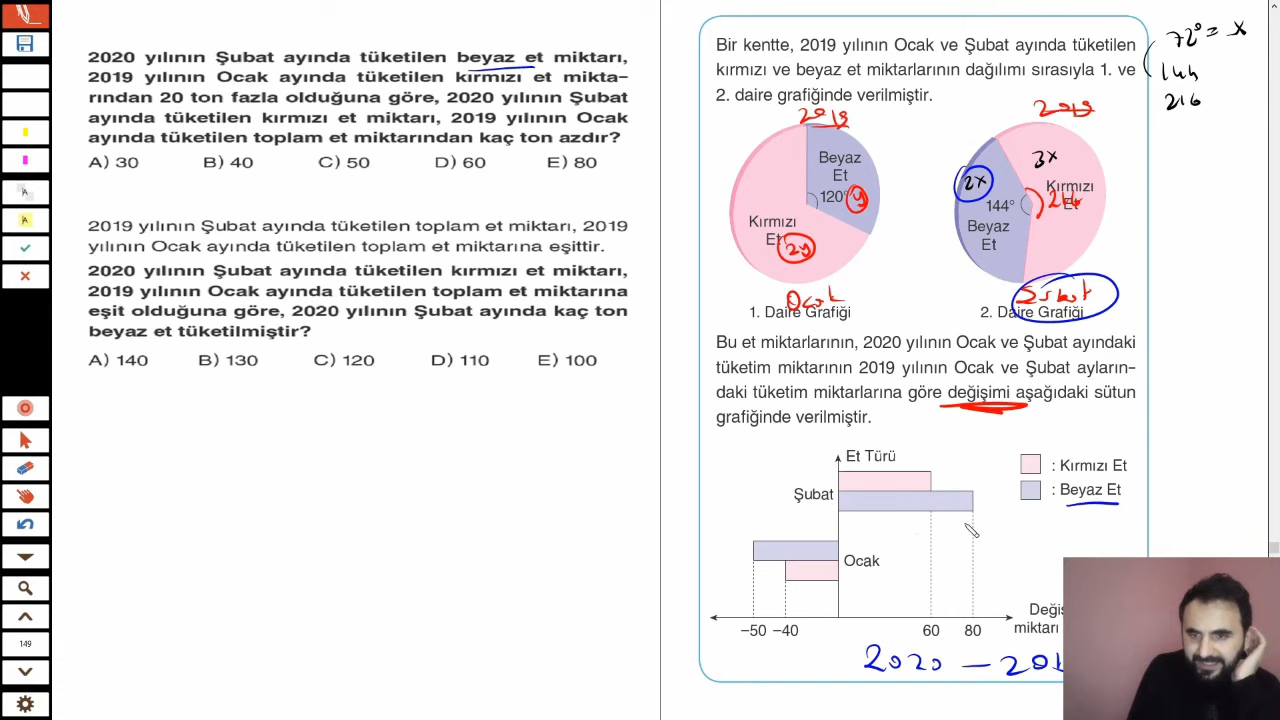 2020 yılının Şubat ayında tüketilen beyaz et miktarı,
2019 yılının Ocak ayında tüketilen kırmızı et mikta-
rından 20 ton fazla olduğuna göre, 2020 yılının Şubat
ayında tüketilen kırmızı et miktarı, 2019 yılının Ocak
ayında tüketilen toplam et miktarından kaç ton azdır?
A) 30 B) 40 C) 50 D) 60 E) 80
2019 yılının Şubat ayında tüketilen toplam et miktarı, 2019
yılının Ocak ayında tüketilen toplam et miktarına eşittir.
2020 yılının Şubat ayında tüketilen kırmızı et miktarı,
2019 yılının Ocak ayında tüketilen toplam et miktarına
eşit olduğuna göre, 2020 yılının Şubat ayında kaç ton
beyaz et tüketilmiştir?
A) 140 B) 130 C) 120 D) 110 E) 100
149
Bir kentte, 2019 yılının Ocak ve Şubat ayında tüketilen
kırmızı ve beyaz et miktarlarının dağılımı sırasıyla 1. ve
2. daire grafiğinde verilmiştir.
72° = x
144
216
2019
Beyaz
Et
120°
y
Kırmızı
Et
2y
Ocak
1. Daire Grafiği
2019
3x
2x
Kırmızı
Et
216
144°
Beyaz
Et
Şubat
2. Daire Grafiği
Bu et miktarlarının, 2020 yılının Ocak ve Şubat ayındaki
tüketim miktarının 2019 yılının Ocak ve Şubat ayların-
daki tüketim miktarlarına göre değişimi aşağıdaki sütun
grafiğinde verilmiştir.
Et Türü
: Kırmızı Et
: Beyaz Et
Şubat
Ocak
–50 –40 60 80
miktarı
2020 –